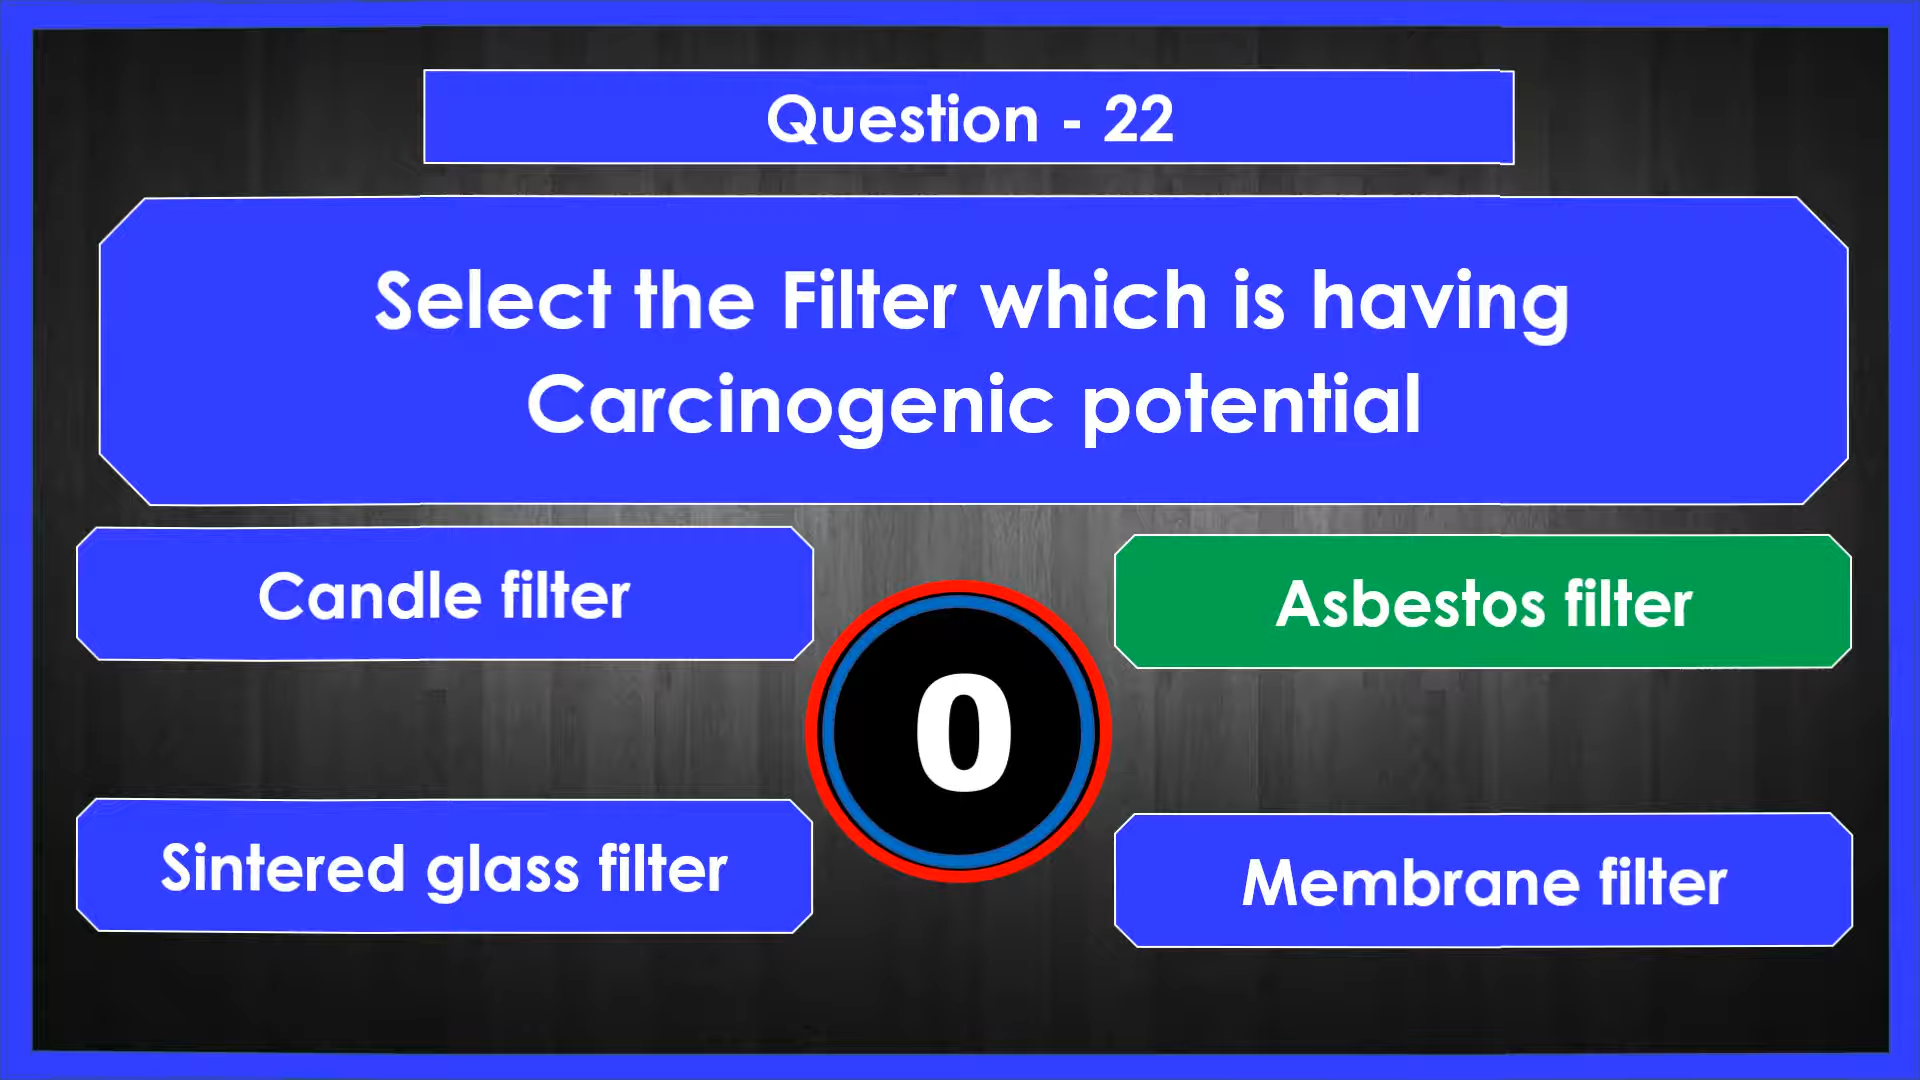 Question - 22
Select the Filter which is having
Carcinogenic potential
Candle filter
Asbestos filter
0
Sintered glass filter
Membrane filter